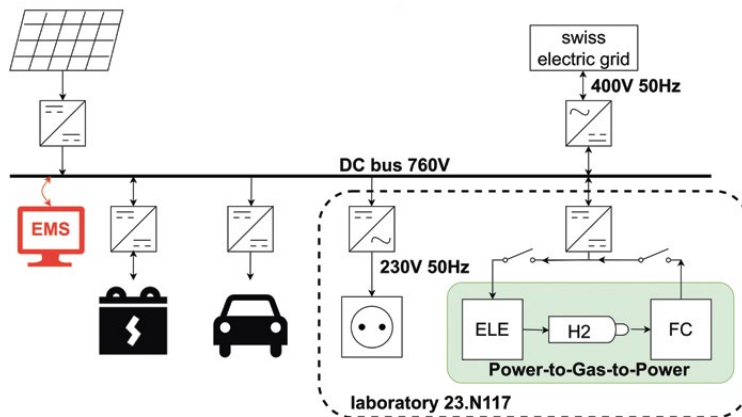 swiss
electric grid
400V 50Hz
DC bus 760V
EMS
230V 50Hz
ELE
H2
FC
Power-to-Gas-to-Power
laboratory 23.N117